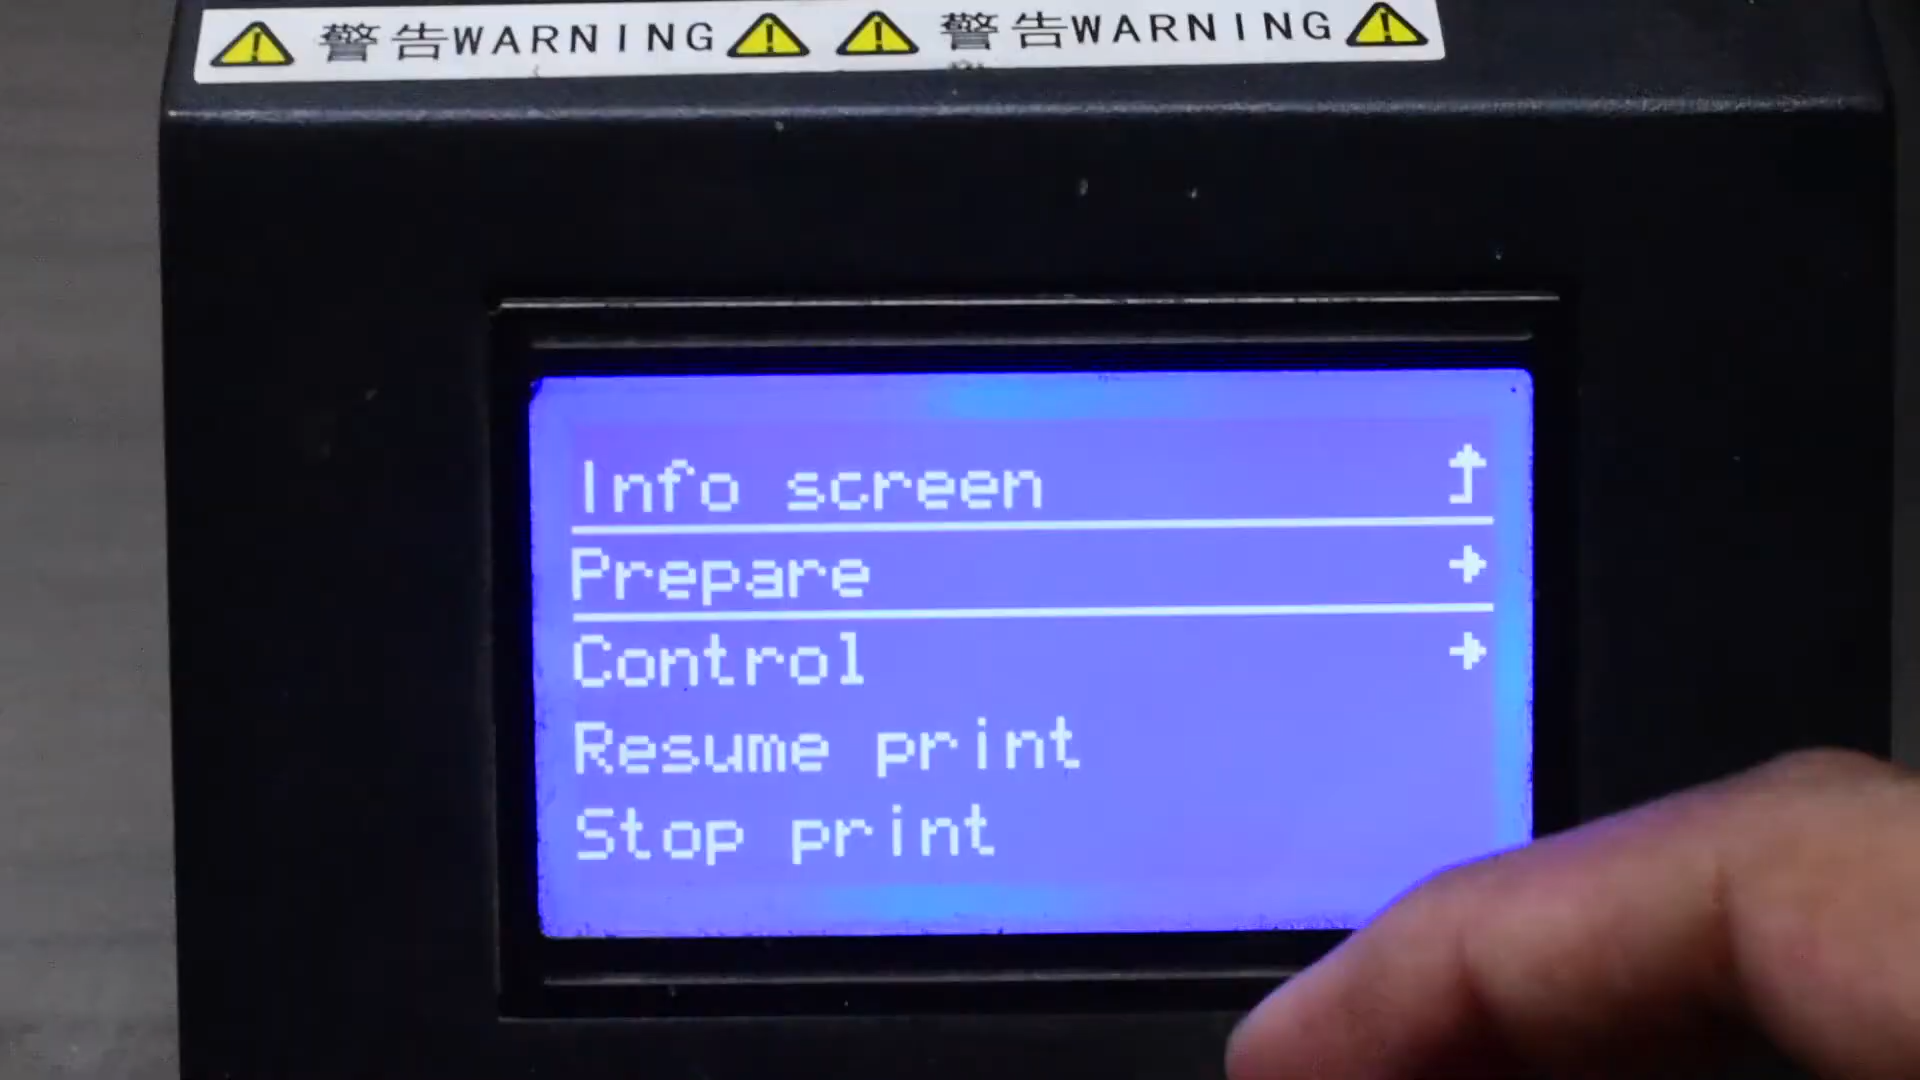 警告WARNING 警告WARNING
Info screen
Prepare
Control
Resume print
Stop print